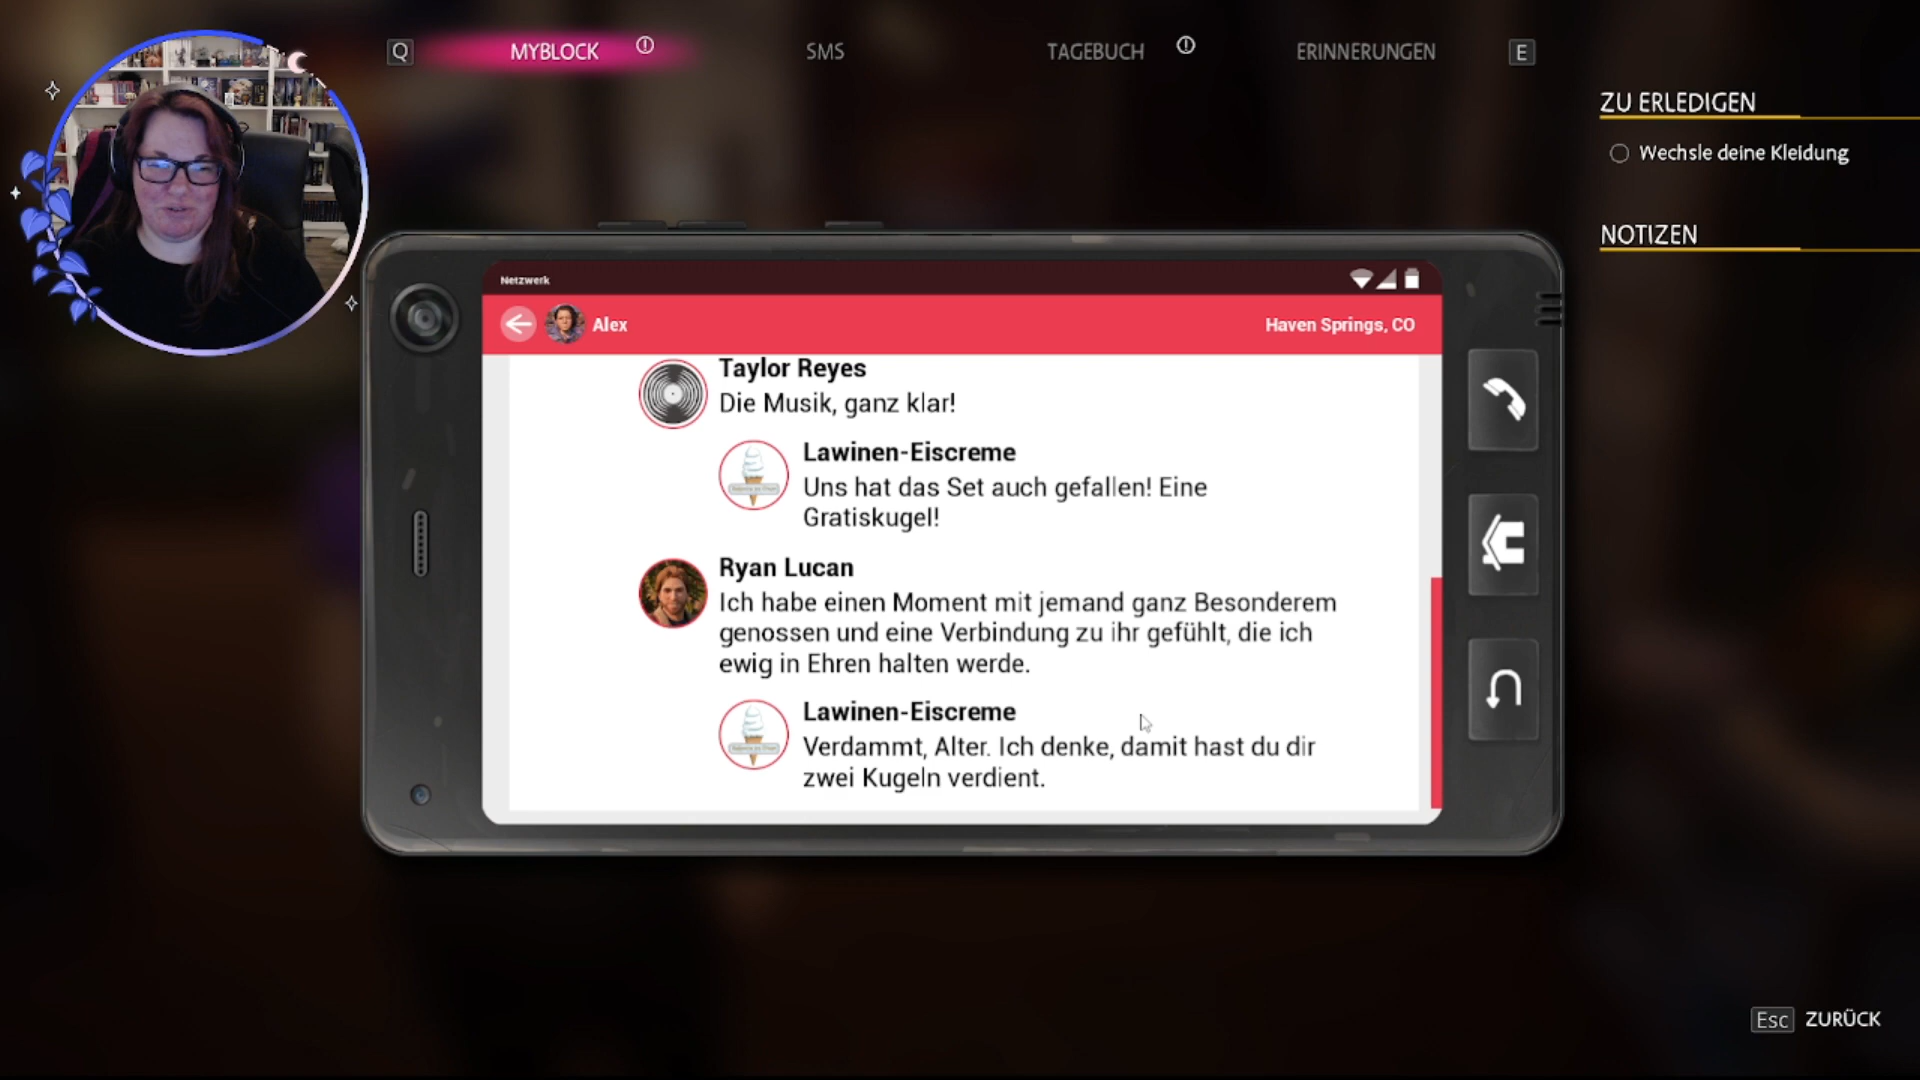 Q
MYBLOCK
SMS
TAGEBUCH
ERINNERUNGEN
E
ZU ERLEDIGEN
Wechsle deine Kleidung
NOTIZEN
Netzwerk
Alex
Haven Springs, CO
Taylor Reyes
Die Musik, ganz klar!
Lawinen-Eiscreme
Uns hat das Set auch gefallen! Eine
Gratiskugel!
Ryan Lucan
Ich habe einen Moment mit jemand ganz Besonderem
genossen und eine Verbindung zu ihr gefühlt, die ich
ewig in Ehren halten werde.
Lawinen-Eiscreme
Verdammt, Alter. Ich denke, damit hast du dir
zwei Kugeln verdient.
Esc ZURÜCK